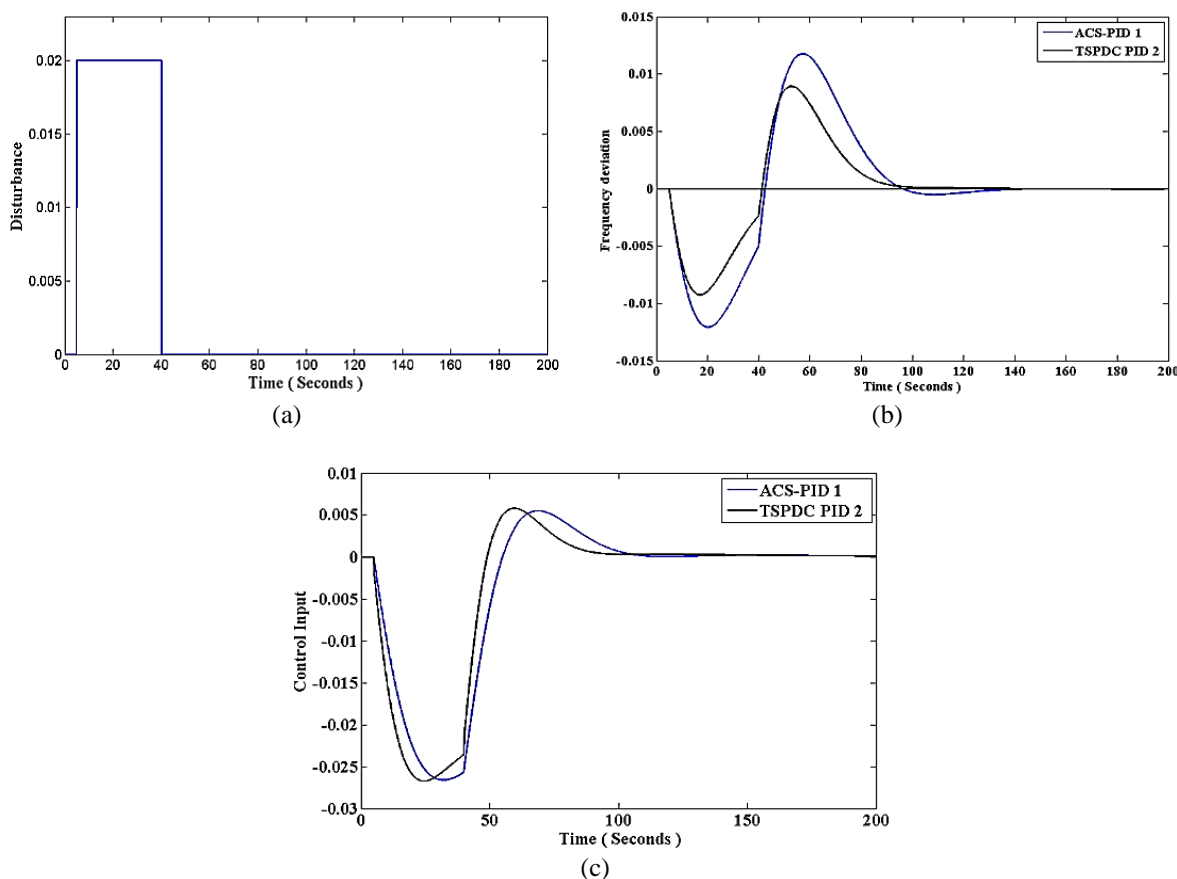 0.02
0.015
0.01
0.005
0
Disturbance
0 20 40 60 80 100 120 140 160 180 200
Time ( Seconds )
(a)
0.015
0.01
0.005
0
-0.005
-0.01
-0.015
Frequency deviation
ACS-PID 1
TSPDC PID 2
0 20 40 60 80 100 120 140 160 180 200
Time ( Seconds )
(b)
0.01
0.005
0
-0.005
-0.01
-0.015
-0.02
-0.025
-0.03
Control Input
ACS-PID 1
TSPDC PID 2
0 50 100 150 200
Time ( Seconds )
(c)